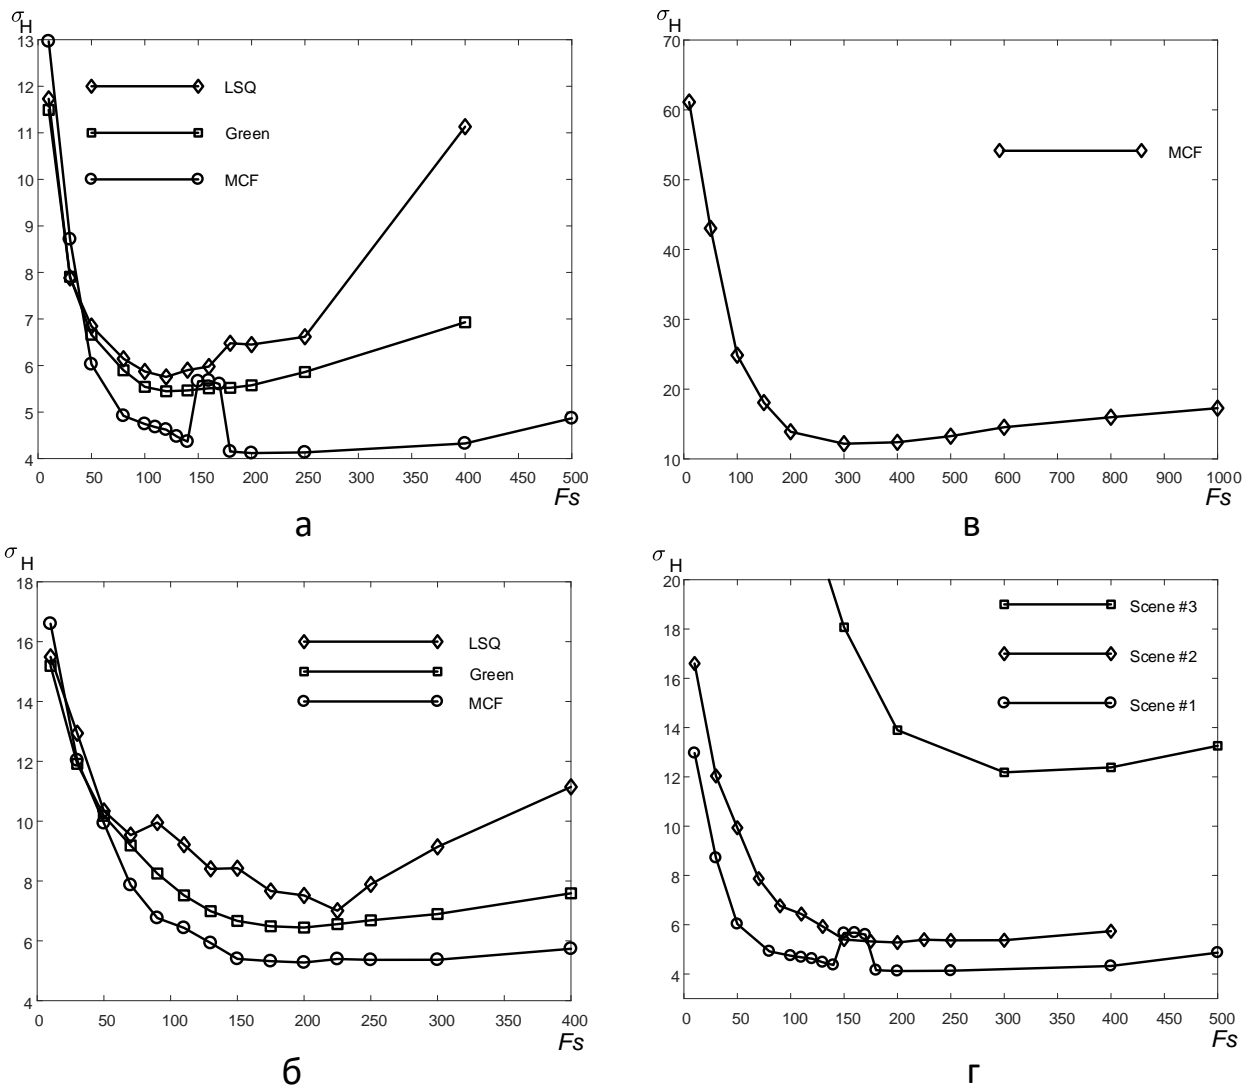 σH
13
12
11
10
9
8
7
6
5
4
LSQ
Green
MCF
0 50 100 150 200 250 300 350 400 450 500
Fs
а
σH
70
60
50
40
30
20
10
MCF
0 100 200 300 400 500 600 700 800 900 1000
Fs
в
σH
18
16
14
12
10
8
6
4
LSQ
Green
MCF
0 50 100 150 200 250 300 350 400
Fs
б
σH
20
18
16
14
12
10
8
6
4
Scene #3
Scene #2
Scene #1
0 50 100 150 200 250 300 350 400 450 500
Fs
г